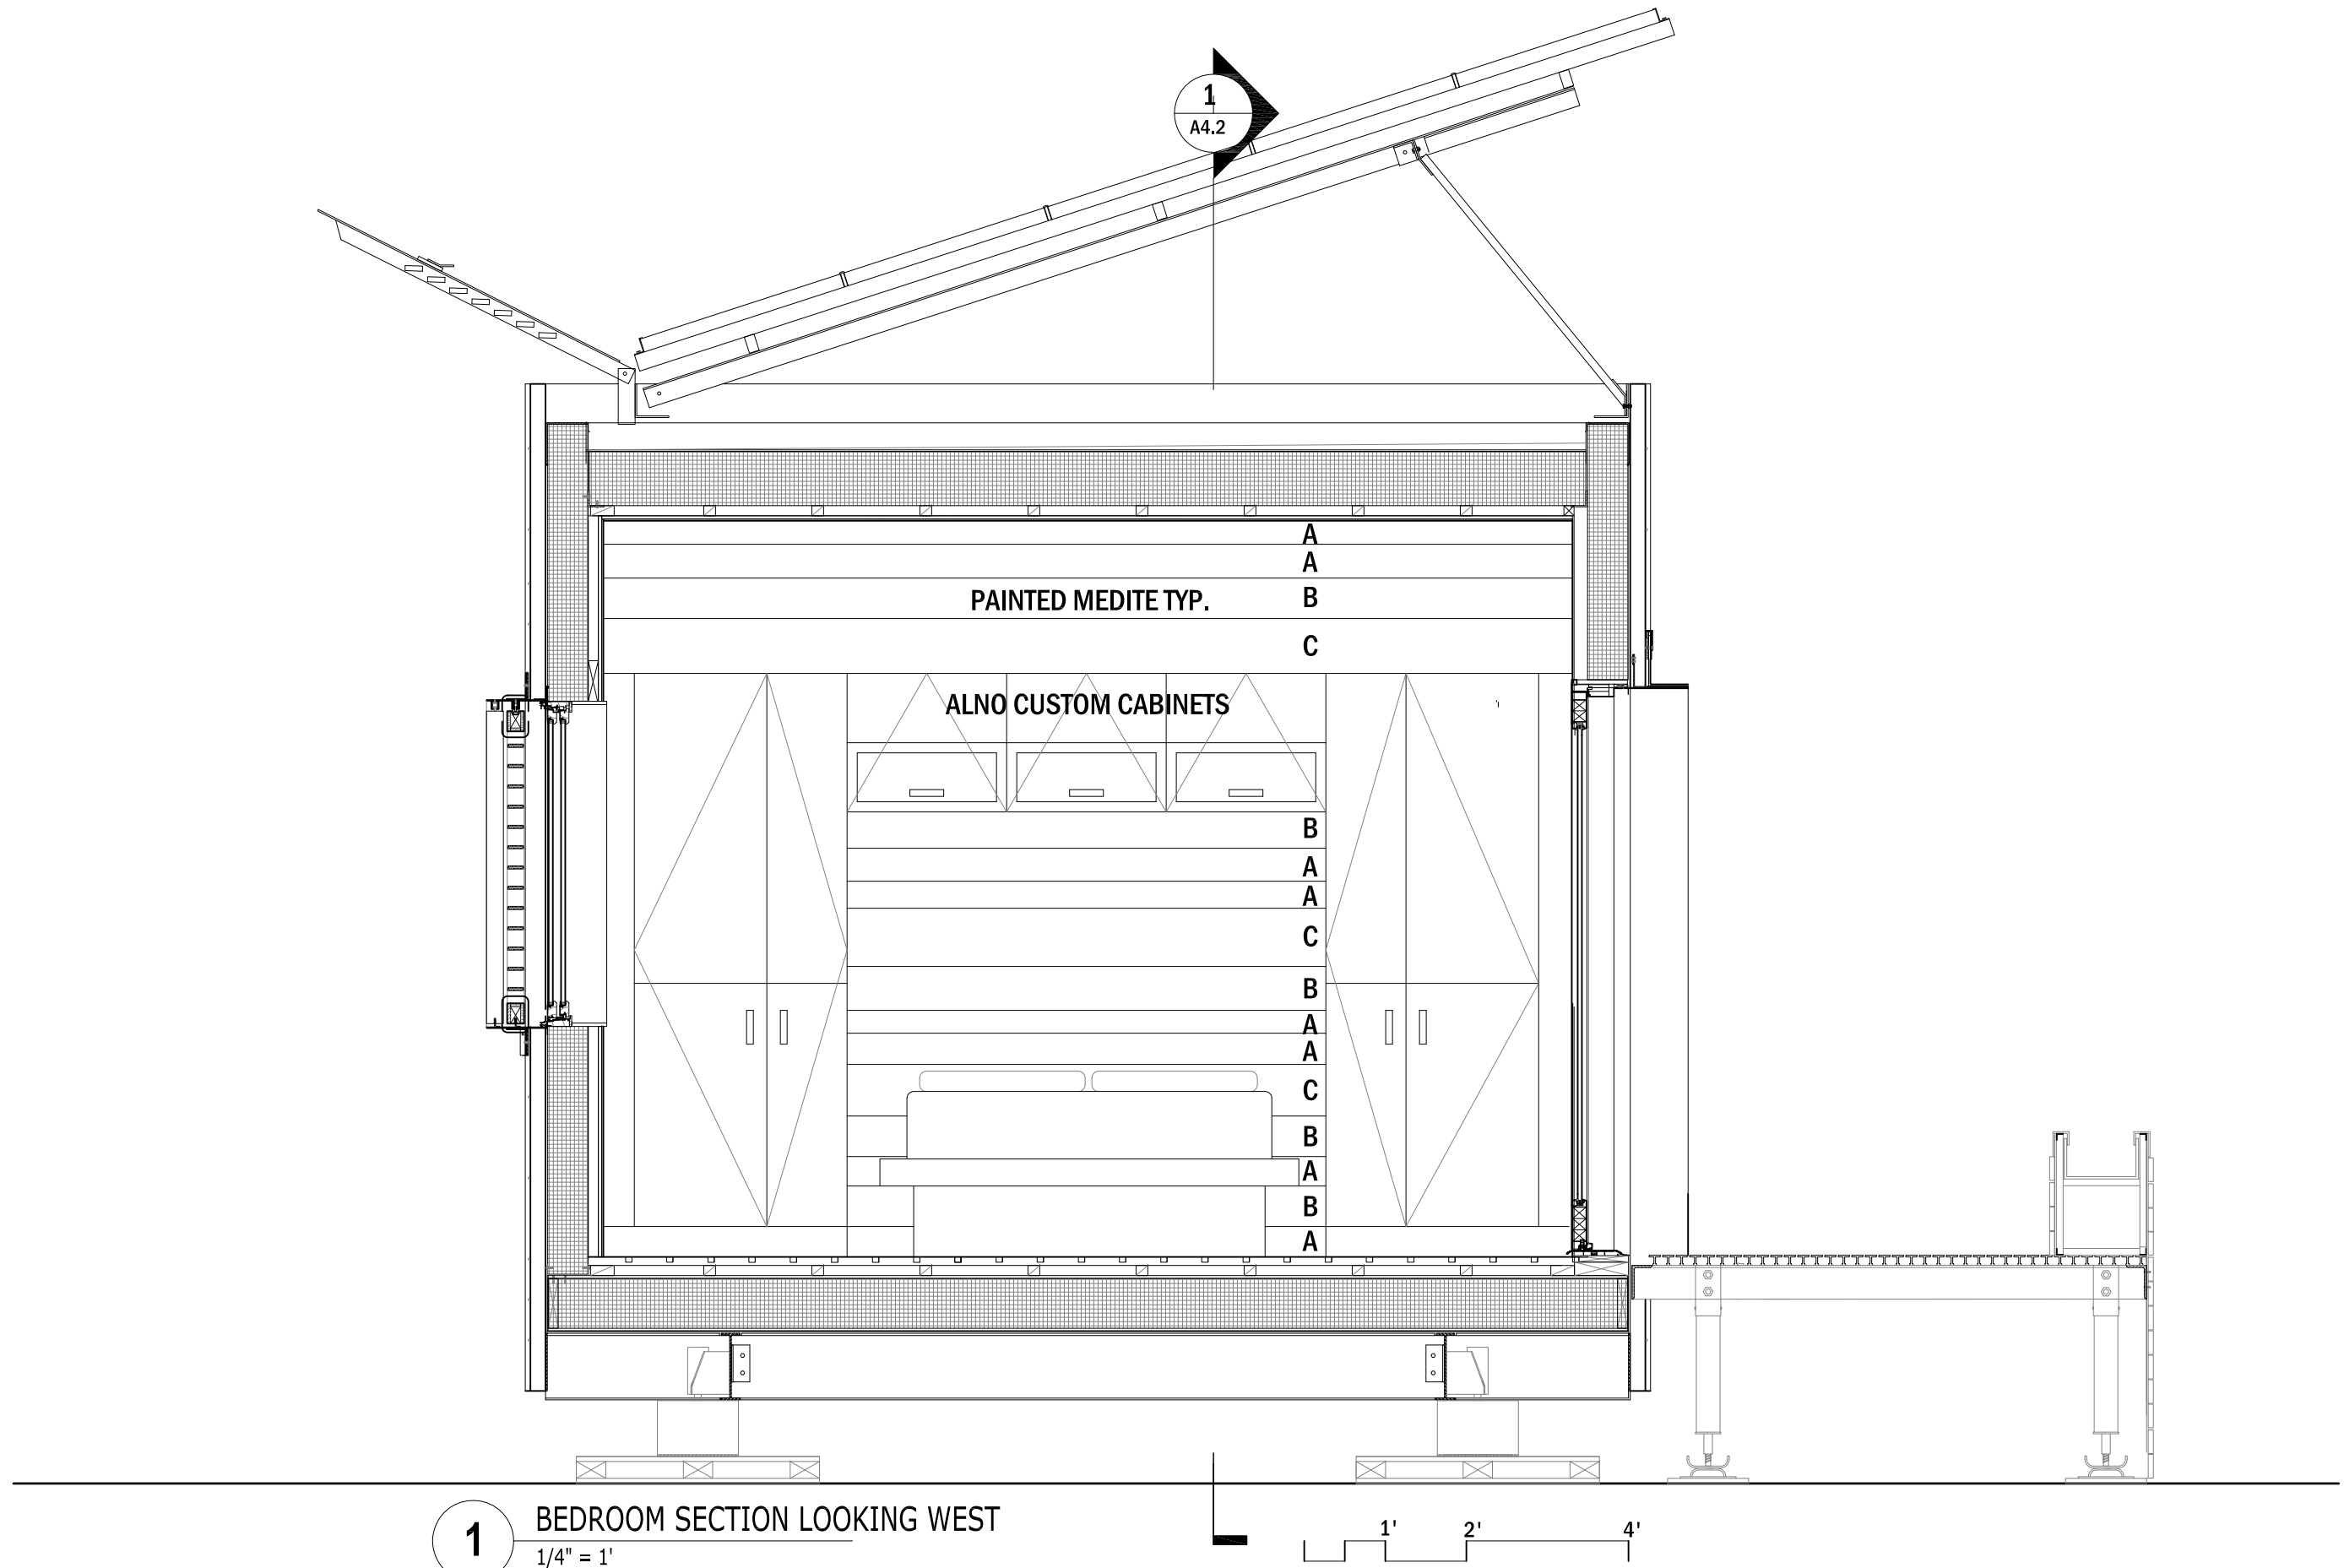 1
A4.2
A
A
PAINTED MEDITE TYP.
B
C
ALNO CUSTOM CABINETS
B
A
A
C
B
A
A
C
B
A
B
A
1
BEDROOM SECTION LOOKING WEST
1/4" = 1'
1'
2'
4'